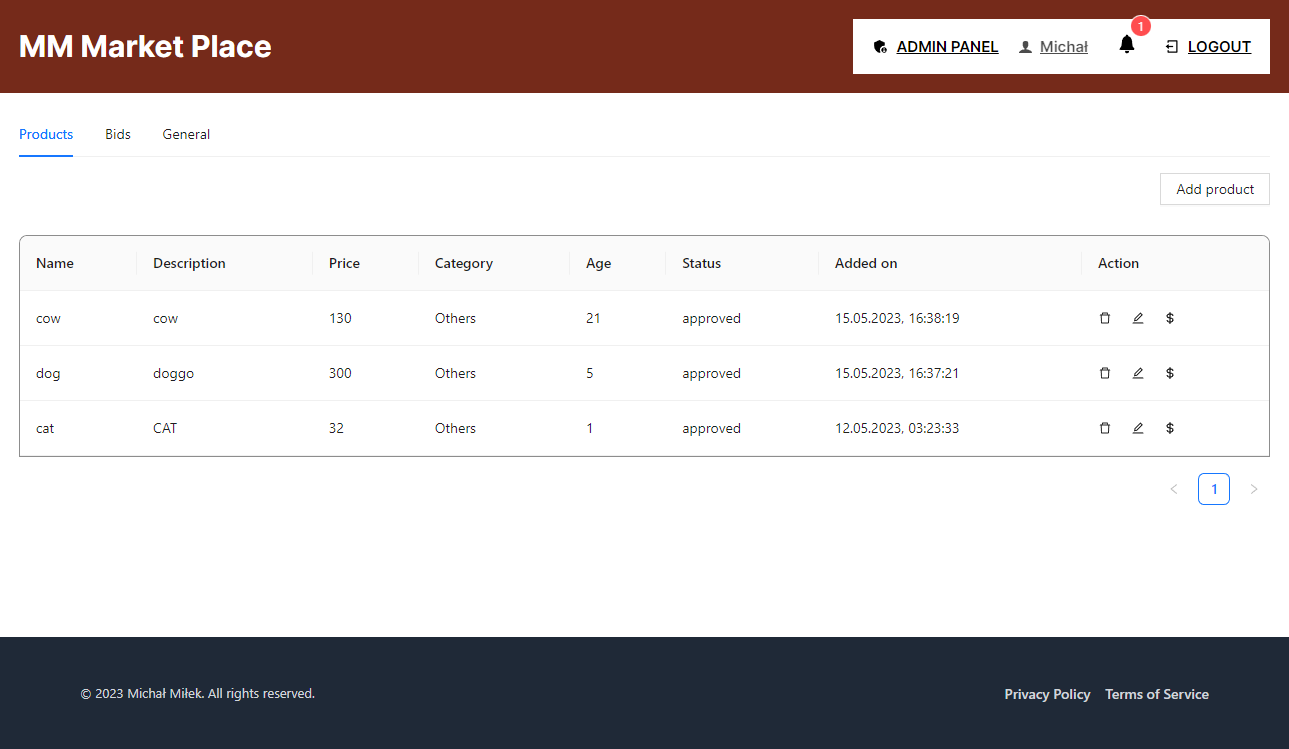 MM Market Place
ADMIN PANEL Michał 1 LOGOUT
Products Bids General
Add product
Name Description Price Category Age Status Added on Action
cow cow 130 Others 21 approved 15.05.2023, 16:38:19 $
dog doggo 300 Others 5 approved 15.05.2023, 16:37:21 $
cat CAT 32 Others 1 approved 12.05.2023, 03:23:33 $
< 1 >
© 2023 Michał Miłek. All rights reserved. Privacy Policy Terms of Service